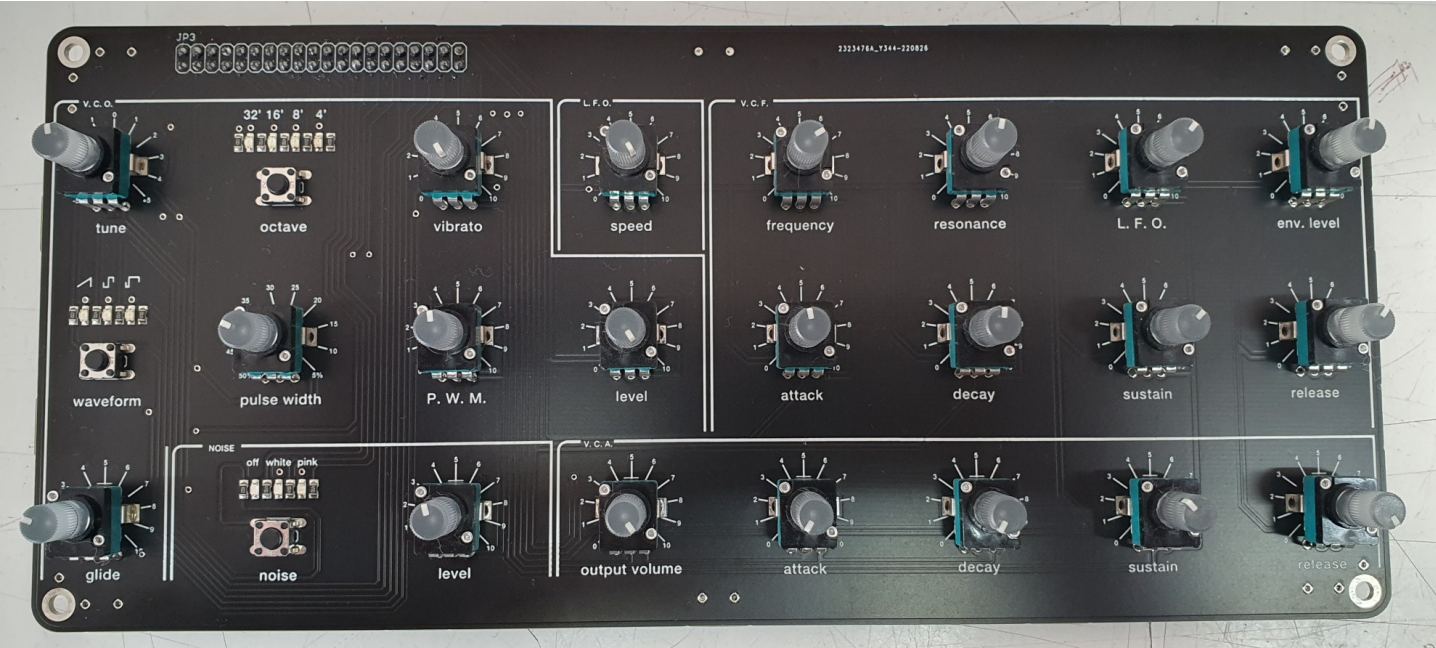 JP3
2323476A_Y344-220826
V.C.O.
L.F.O.
V.C.F.
32' 16' 8' 4'
tune
octave
vibrato
speed
frequency
resonance
L. F. O.
env. level
waveform
pulse width
P. W. M.
level
attack
decay
sustain
release
NOISE
V.C.A.
off white pink
glide
noise
level
output volume
attack
decay
sustain
release